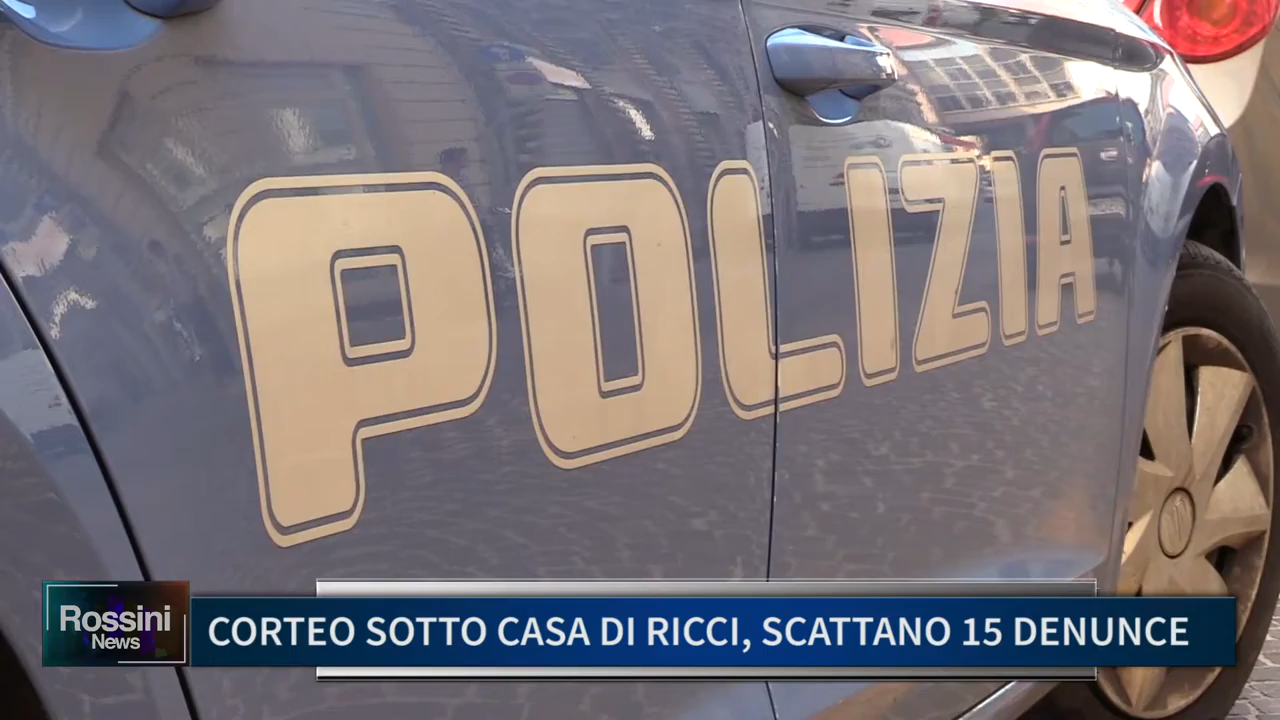 POLIZIA
Rossini
News
CORTEO SOTTO CASA DI RICCI, SCATTANO 15 DENUNCE